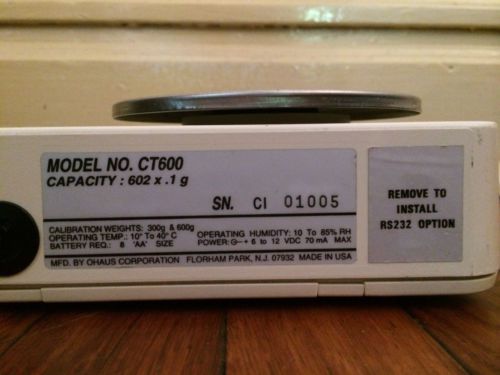 MODEL NO. CT600
CAPACITY : 602 x .1 g
SN. CI 01005
CALIBRATION WEIGHTS: 300g & 600g
OPERATING TEMP.: 10° To 40° C OPERATING HUMIDITY: 10 To 85% RH
BATTERY REQ.: 8 'AA' SIZE POWER: + 6 to 12 VDC 70 mA MAX
MFD. BY OHAUS CORPORATION FLORHAM PARK, N.J. 07932 MADE IN USA
REMOVE TO
INSTALL
RS232 OPTION